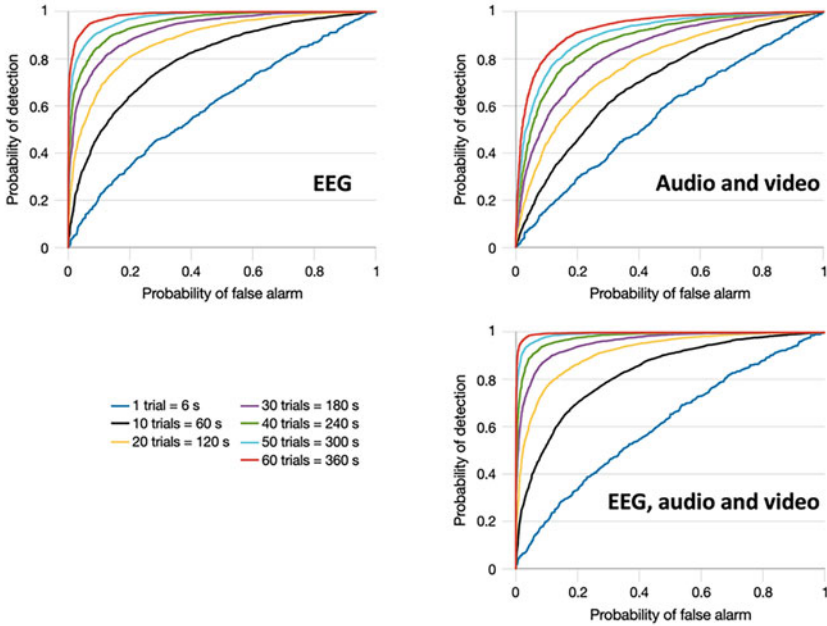 Probability of detection
1
0.8
0.6
0.4
0.2
0
0 0.2 0.4 0.6 0.8 1
Probability of false alarm
EEG
Probability of detection
1
0.8
0.6
0.4
0.2
0
0 0.2 0.4 0.6 0.8 1
Probability of false alarm
Audio and video
1 trial = 6 s
10 trials = 60 s
20 trials = 120 s
30 trials = 180 s
40 trials = 240 s
50 trials = 300 s
60 trials = 360 s
Probability of detection
1
0.8
0.6
0.4
0.2
0
0 0.2 0.4 0.6 0.8 1
Probability of false alarm
EEG, audio and video